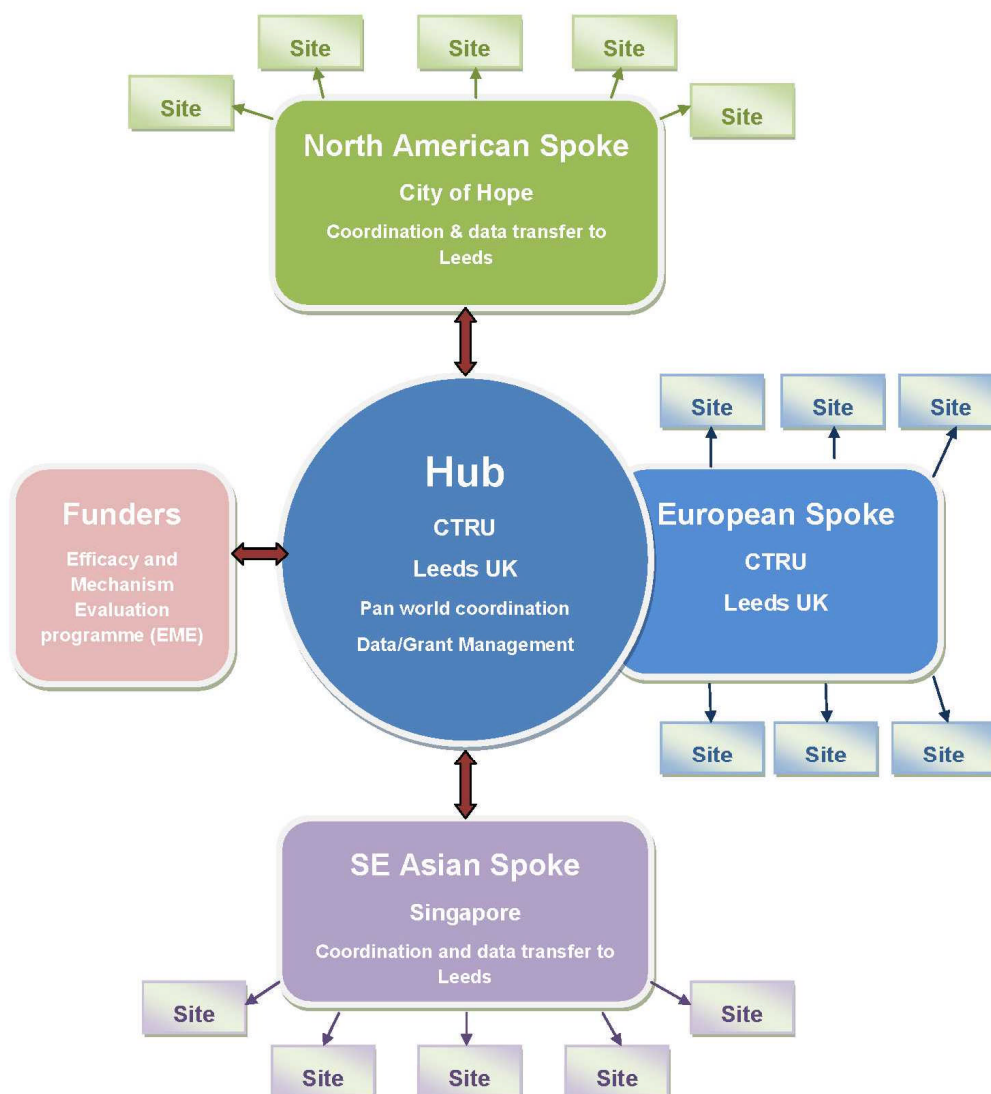 Site
Site
Site
Site
Site
North American Spoke
City of Hope
Coordination & data transfer to
Leeds
Site
Site
Site
Funders
Efficacy and
Mechanism
Evaluation
programme (EME)
Hub
CTRU
Leeds UK
Pan world coordination
Data/Grant Management
European Spoke
CTRU
Leeds UK
Site
Site
Site
SE Asian Spoke
Singapore
Coordination and data transfer to
Leeds
Site
Site
Site
Site
Site